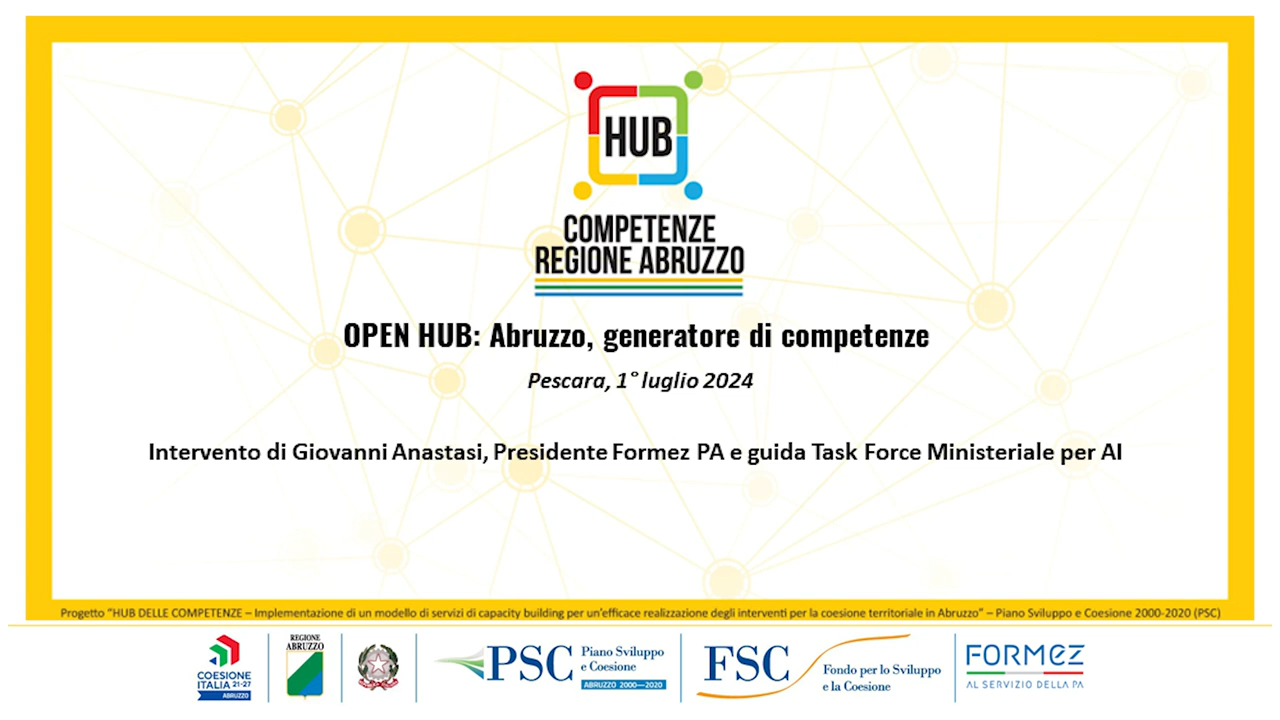 HUB
COMPETENZE
REGIONE ABRUZZO
OPEN HUB: Abruzzo, generatore di competenze
Pescara, 1° luglio 2024
Intervento di Giovanni Anastasi, Presidente Formez PA e guida Task Force Ministeriale per AI
Progetto “HUB DELLE COMPETENZE – Implementazione di un modello di servizi di capacity building per un’efficace realizzazione degli interventi per la coesione territoriale in Abruzzo” – Piano Sviluppo e Coesione 2000-2020 (PSC)
COESIONE
ITALIA 21-27
ABRUZZO
REGIONE
ABRUZZO
PSC
Piano Sviluppo
e Coesione
ABRUZZO 2000—2020
FSC
Fondo per lo Sviluppo
e la Coesione
FORMEZ
AL SERVIZIO DELLA PA